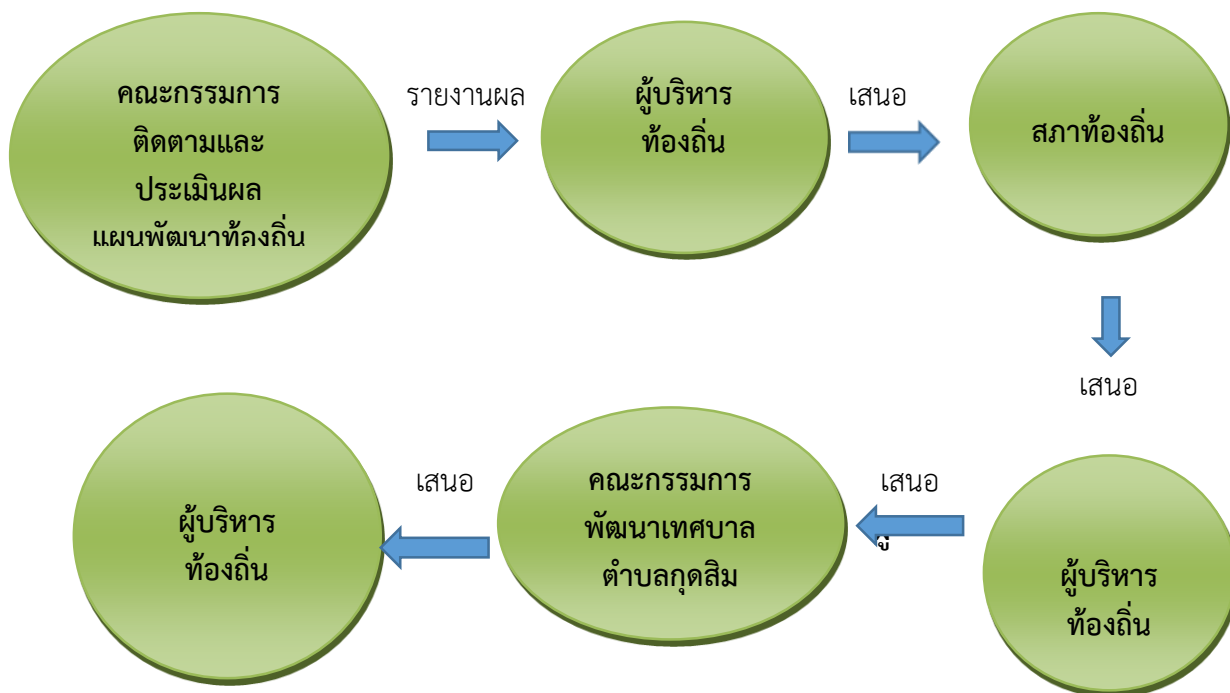 คณะกรรมการ
ติดตามและ
ประเมินผล
แผนพัฒนาท้องถิ่น
รายงานผล
ผู้บริหาร
ท้องถิ่น
เสนอ
สภาท้องถิ่น
เสนอ
ผู้บริหาร
ท้องถิ่น
เสนอ
คณะกรรมการ
พัฒนาเทศบาล
ตำบลกุดสิม
เสนอ
ผู้บริหาร
ท้องถิ่น